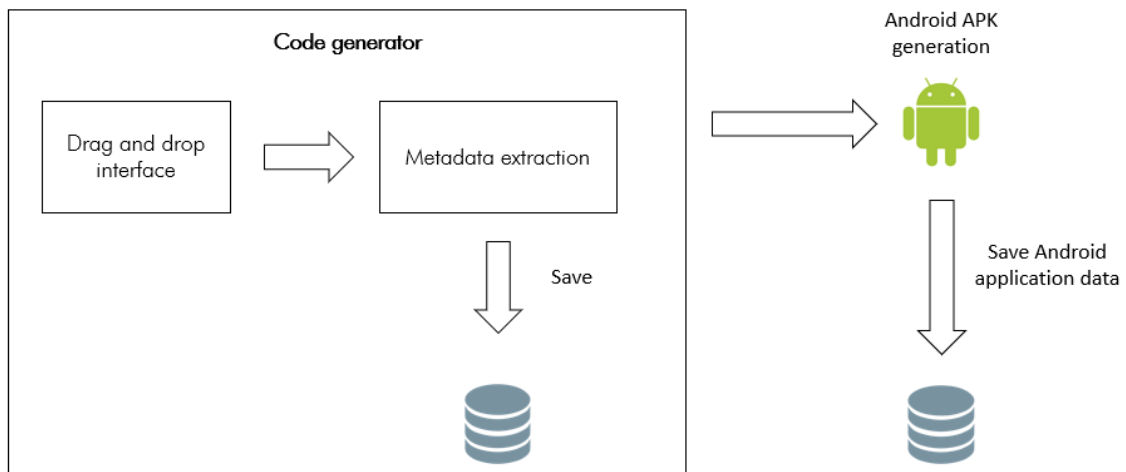 Code generator
Drag and drop
interface
Metadata extraction
Save
Android APK
generation
Save Android
application data